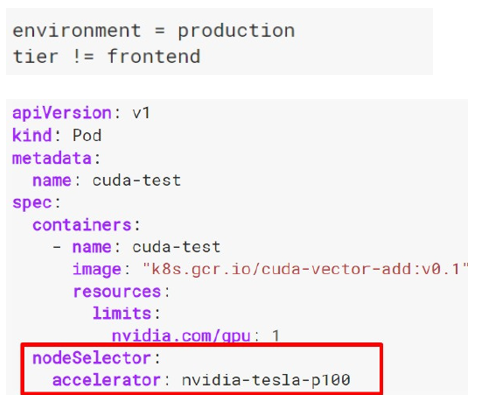 environment = production
tier != frontend
apiVersion: v1
kind: Pod
metadata:
  name: cuda-test
spec:
  containers:
    - name: cuda-test
      image: "k8s.gcr.io/cuda-vector-add:v0.1"
      resources:
        limits:
          nvidia.com/gpu: 1
  nodeSelector:
    accelerator: nvidia-tesla-p100